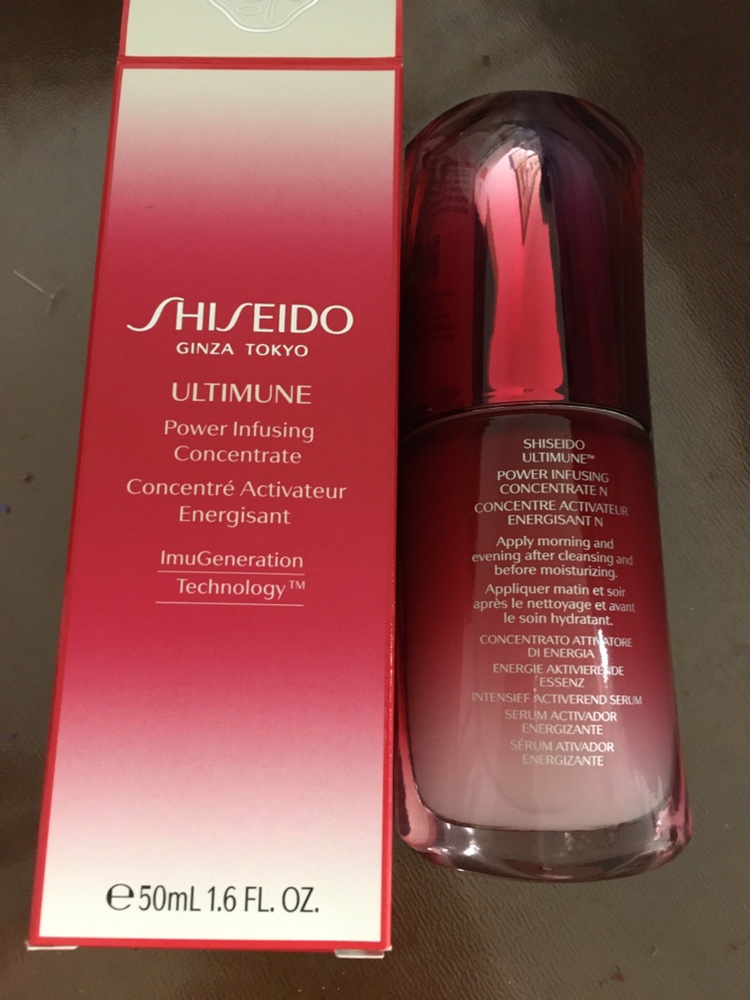 SHISEIDO
GINZA TOKYO
ULTIMUNE
Power Infusing
Concentrate
Concentré Activateur
Energisant
ImuGeneration
Technology™
℮50mL 1.6 FL. OZ.
SHISEIDO
ULTIMUNE™
POWER INFUSING
CONCENTRATE N
CONCENTRE ACTIVATEUR
ENERGISANT N
Apply morning and
evening after cleansing and
before moisturizing.
Appliquer matin et soir
après le nettoyage et avant
le soin hydratant.
CONCENTRATO ATTIVATORE
DI ENERGIA
ENERGIE AKTIVIERENDE
ESSENZ
INTENSIEF ACTIVEREND SERUM
SERUM ACTIVADOR
ENERGIZANTE
SÉRUM ATIVADOR
ENERGIZANTE